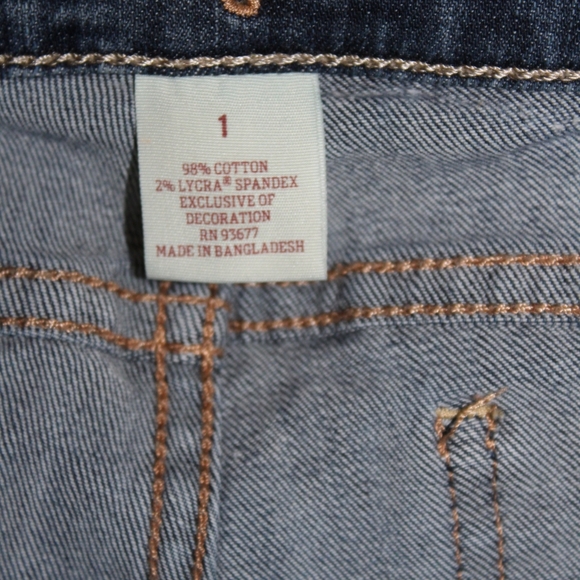 1
98% COTTON
2% LYCRA® SPANDEX
EXCLUSIVE OF
DECORATION
RN 93677
MADE IN BANGLADESH